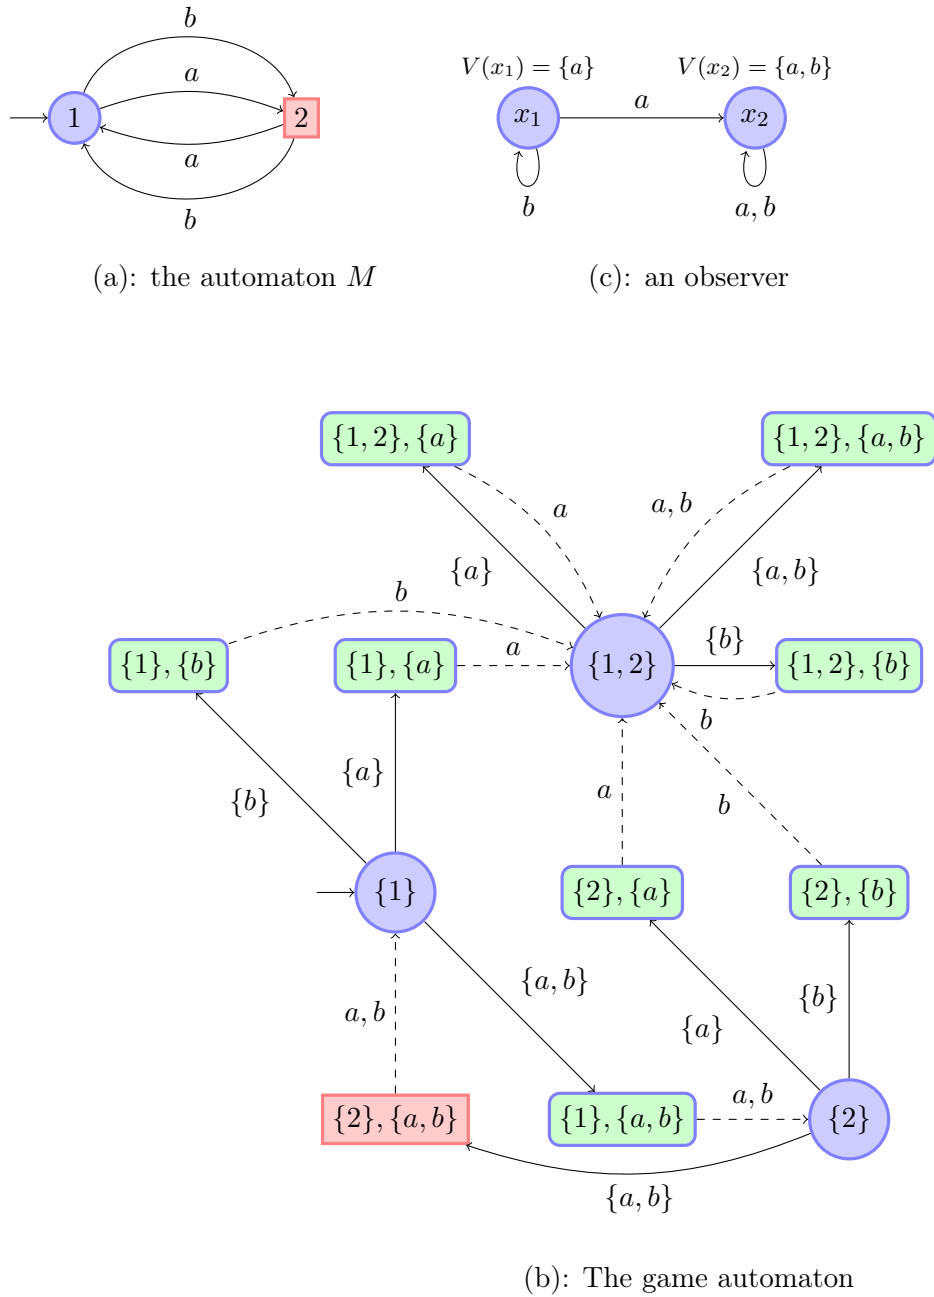 b
a
1
2
a
b
(a): the automaton M
V(x₁) = {a}
V(x₂) = {a, b}
x₁
a
x₂
b
a, b
(c): an observer
{1, 2}, {a}
{1, 2}, {a, b}
a
a, b
{a}
{a, b}
b
{1}, {b}
{1}, {a}
a
{1, 2}
{b}
{1, 2}, {b}
b
{a}
{b}
a
b
{1}
{2}, {a}
{2}, {b}
{a, b}
a, b
{a}
{b}
{2}, {a, b}
{1}, {a, b}
a, b
{2}
{a, b}
(b): The game automaton